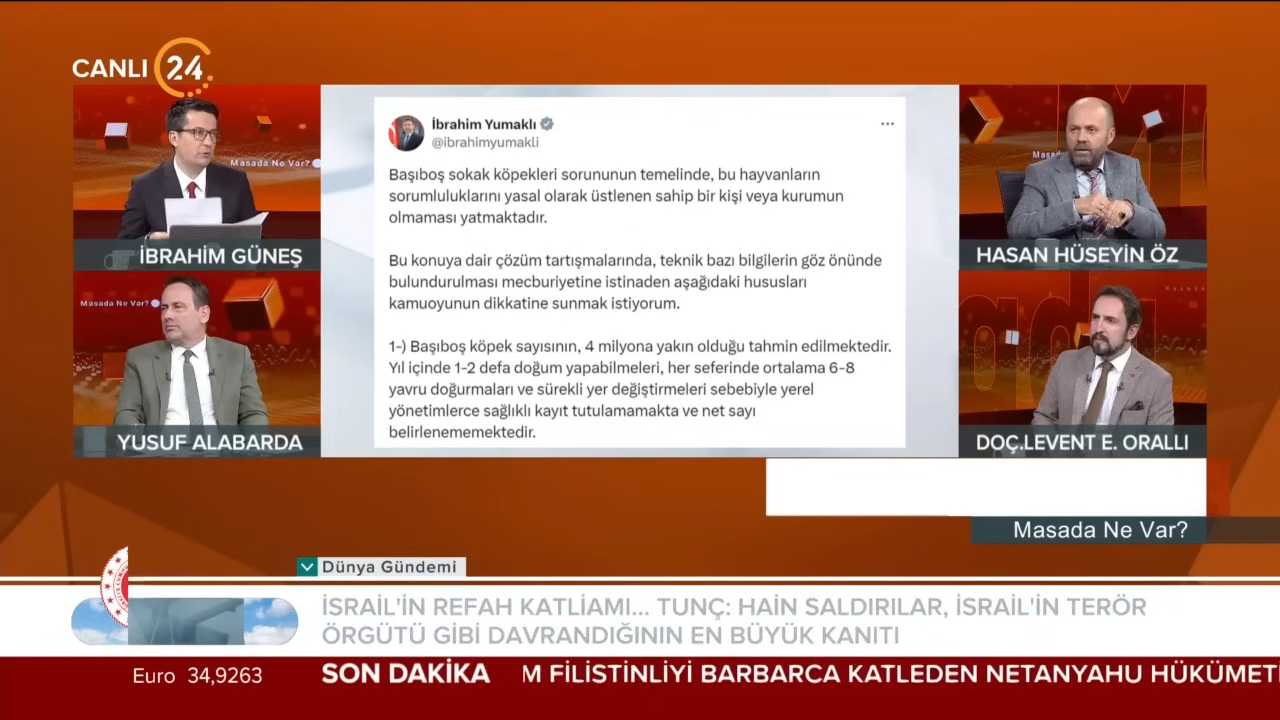 CANLI 24
Masada Ne Var?
İBRAHİM GÜNEŞ
Masada Ne Var?
YUSUF ALABARDA
İbrahim Yumaklı
@ibrahimyumakli
Başıboş sokak köpekleri sorununun temelinde, bu hayvanların
sorumluluklarını yasal olarak üstlenen sahip bir kişi veya kurumun
olmaması yatmaktadır.
Bu konuya dair çözüm tartışmalarında, teknik bazı bilgilerin göz önünde
bulundurulması mecburiyetine istinaden aşağıdaki hususları
kamuoyunun dikkatine sunmak istiyorum.
1-) Başıboş köpek sayısının, 4 milyona yakın olduğu tahmin edilmektedir.
Yıl içinde 1-2 defa doğum yapabilmeleri, her seferinde ortalama 6-8
yavru doğurmaları ve sürekli yer değiştirmeleri sebebiyle yerel
yönetimlerce sağlıklı kayıt tutulamamakta ve net sayı
belirlenememektedir.
HASAN HÜSEYİN ÖZ
DOÇ.LEVENT E. ORALLI
Masada Ne Var?
Dünya Gündemi
İSRAİL'İN REFAH KATLİAMI... TUNÇ: HAİN SALDIRILAR, İSRAİL'İN TERÖR
ÖRGÜTÜ GİBİ DAVRANDIĞININ EN BÜYÜK KANITI
Euro 34,9263
SON DAKİKA
M FİLİSTİNLİYİ BARBARCA KATLEDEN NETANYAHU HÜKÜMETİ